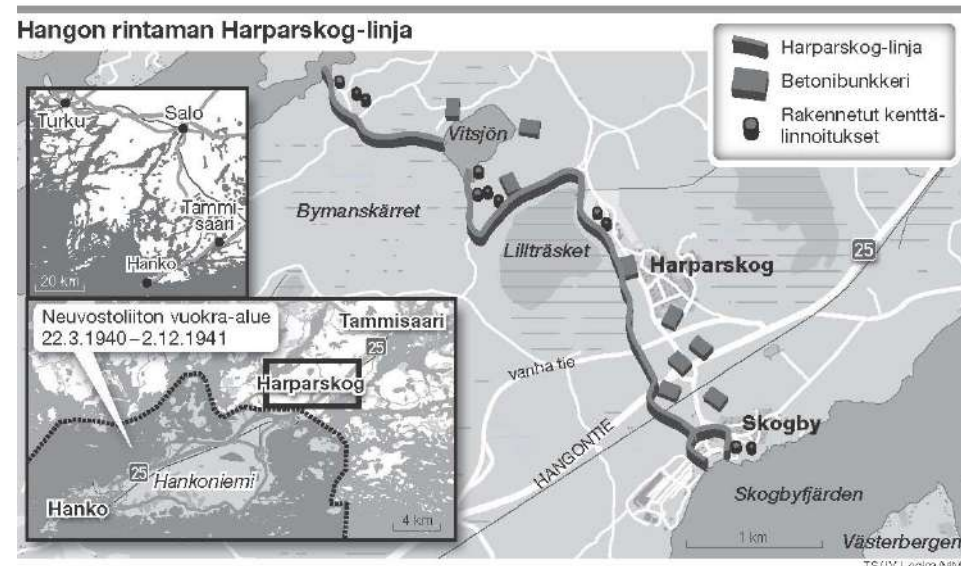 Hangon rintaman Harparskog-linja
Harparskog-linja
Betonibunkkeri
Rakennetut kenttä-
linnoitukset
Turku
Salo
Tammi-
saari
Hanko
20 km
Vitsjön
Bymanskärret
Lillträsket
Harparskog
25
vanha tie
HANGONTIE
Skogby
Skogbyfjärden
1 km
Västerbergen
Neuvostoliiton vuokra-alue
22.3.1940–2.12.1941
Tammisaari
25
Harparskog
25
Hankoniemi
Hanko
4 km